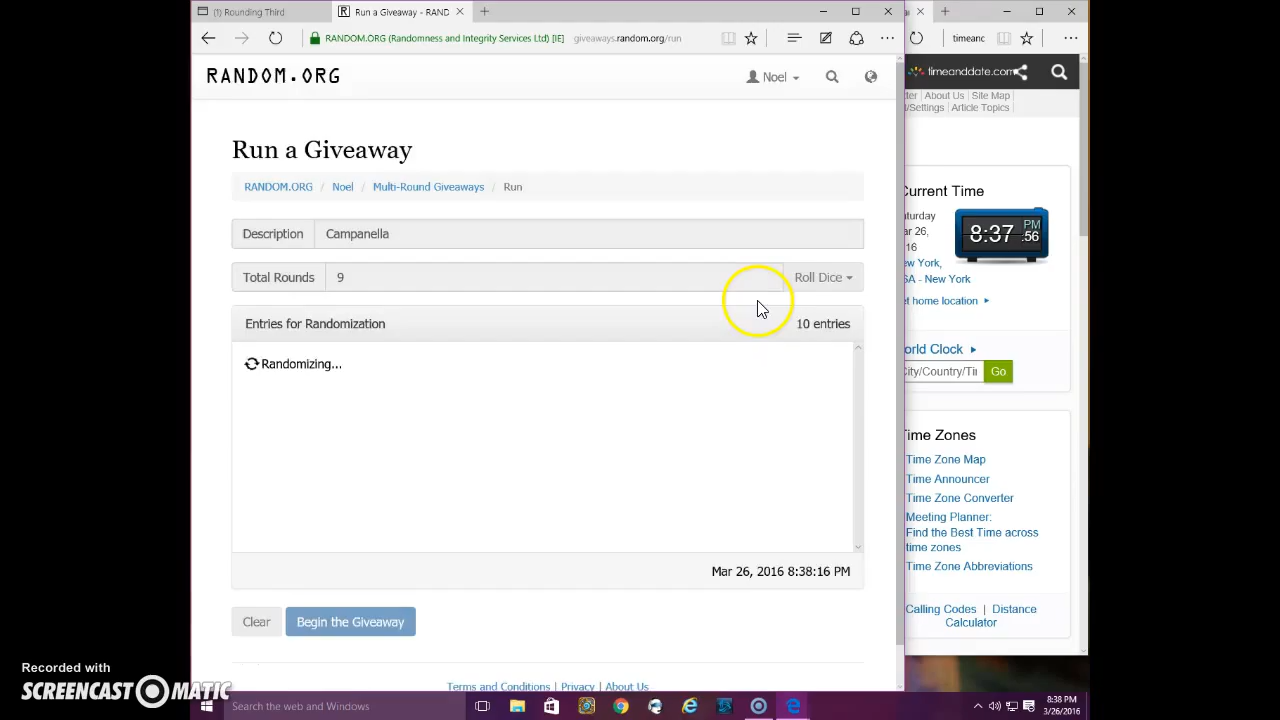 (1) Rounding Third
Run a Giveaway - RAND
RANDOM.ORG (Randomness and Integrity Services Ltd) [IE]
giveaways.random.org/run
timeanc
RANDOM.ORG
Noel
timeanddate.com
About Us | Site Map
Article Topics
Run a Giveaway
RANDOM.ORG / Noel / Multi-Round Giveaways / Run
Description
Campanella
Total Rounds
9
Roll Dice
Entries for Randomization
10 entries
Randomizing...
Mar 26, 2016 8:38:16 PM
Clear
Begin the Giveaway
Terms and Conditions | Privacy | About Us
Current Time
8:37
PM
:56
World Clock
City/Country/Tir
Go
Time Zones
Time Zone Map
Time Announcer
Time Zone Converter
Meeting Planner:
Find the Best Time across
time zones
Time Zone Abbreviations
Calling Codes | Distance
Calculator
Recorded with
SCREENCAST-O-MATIC
Search the web and Windows
8:38 PM
3/26/2016